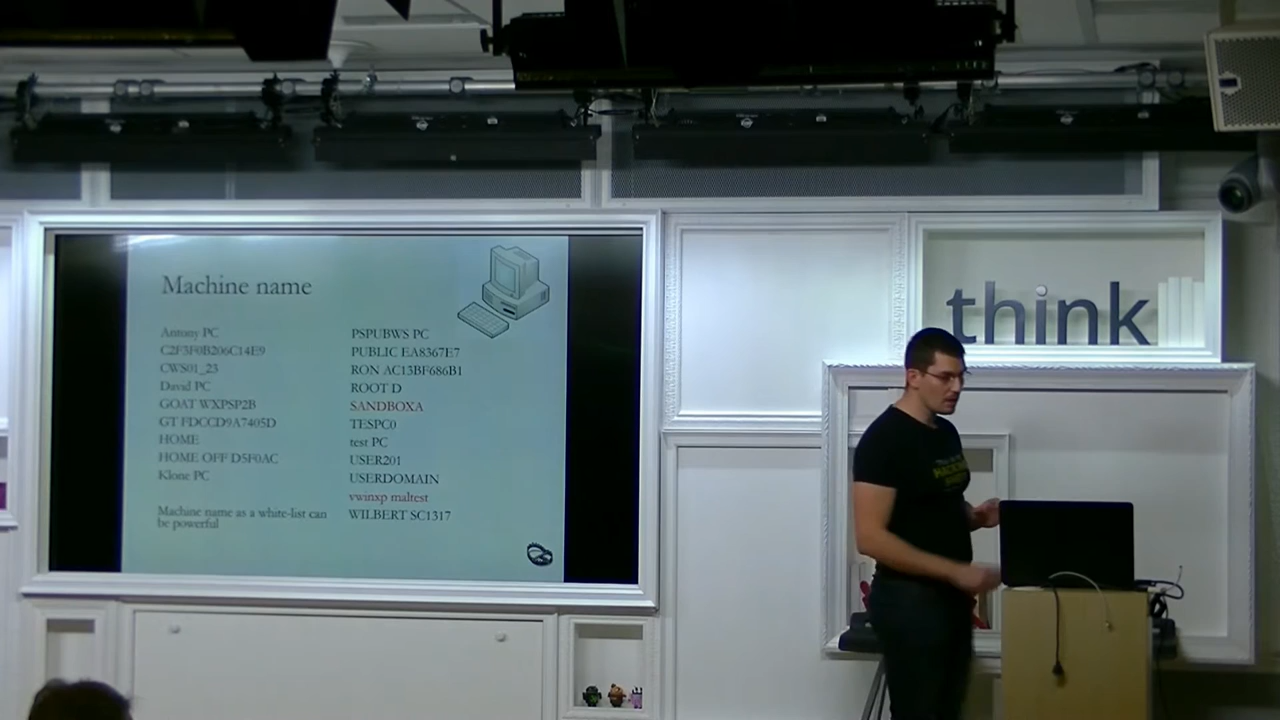 Machine name
Antony PC
C2F3F0B206C14E9
CWS01_23
David PC
GOAT WXPSP2B
GT FDCCD9A7405D
HOME
HOME OFF D5F0AC
Klone PC
Machine name as a white-list can
be powerful
PSPUBWS PC
PUBLIC EA8367E7
RON AC13BF686B1
ROOT D
SANDBOXA
TESPC0
test PC
USER201
USERDOMAIN
vwinxp maltest
WILBERT SC1317
think